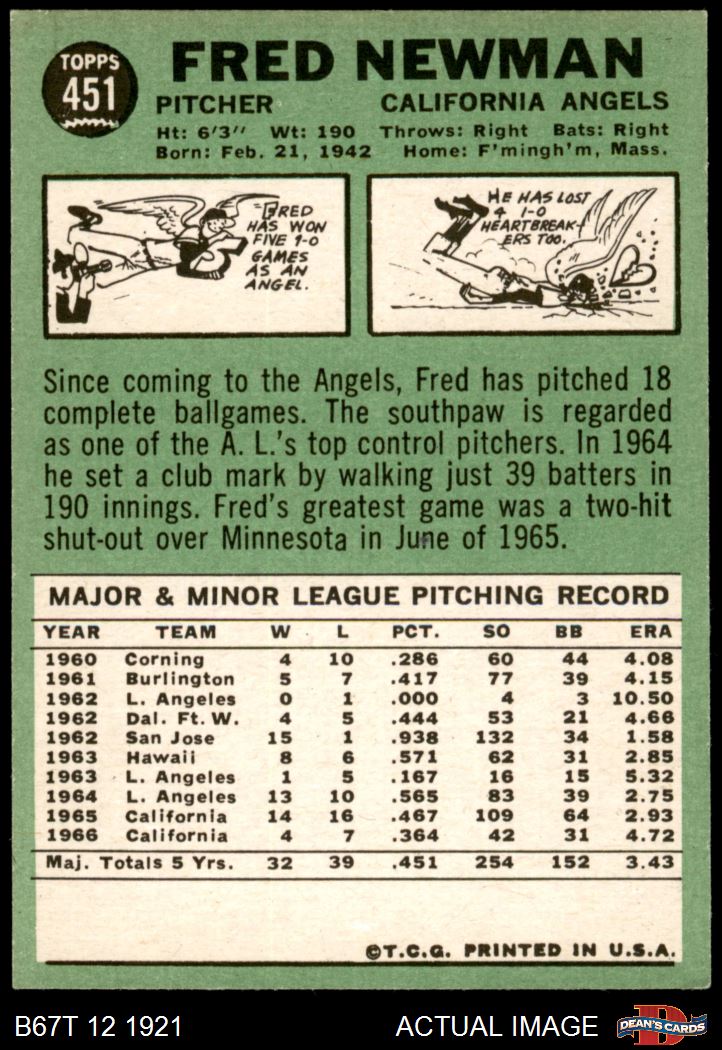 TOPPS
451
FRED NEWMAN
PITCHER CALIFORNIA ANGELS
Ht: 6'3" Wt: 190 Throws: Right Bats: Right
Born: Feb. 21, 1942 Home: F'mingh'm, Mass.
FRED
HAS WON
FIVE 1-0
GAMES
AS AN
ANGEL.
HE HAS LOST
4 1-0
HEARTBREAK-
ERS TOO.
Since coming to the Angels, Fred has pitched 18
complete ballgames. The southpaw is regarded
as one of the A. L.'s top control pitchers. In 1964
he set a club mark by walking just 39 batters in
190 innings. Fred's greatest game was a two-hit
shut-out over Minnesota in June of 1965.
MAJOR & MINOR LEAGUE PITCHING RECORD
YEAR TEAM W L PCT. SO BB ERA
1960 Corning 4 10 .286 60 44 4.08
1961 Burlington 5 7 .417 77 39 4.15
1962 L. Angeles 0 1 .000 4 3 10.50
1962 Dal. Ft. W. 4 5 .444 53 21 4.66
1962 San Jose 15 1 .938 132 34 1.58
1963 Hawaii 8 6 .571 62 31 2.85
1963 L. Angeles 1 5 .167 16 15 5.32
1964 L. Angeles 13 10 .565 83 39 2.75
1965 California 14 16 .467 109 64 2.93
1966 California 4 7 .364 42 31 4.72
Maj. Totals 5 Yrs. 32 39 .451 254 152 3.43
©T.C.G. PRINTED IN U.S.A.
B67T 12 1921 ACTUAL IMAGE
DEAN'S CARDS